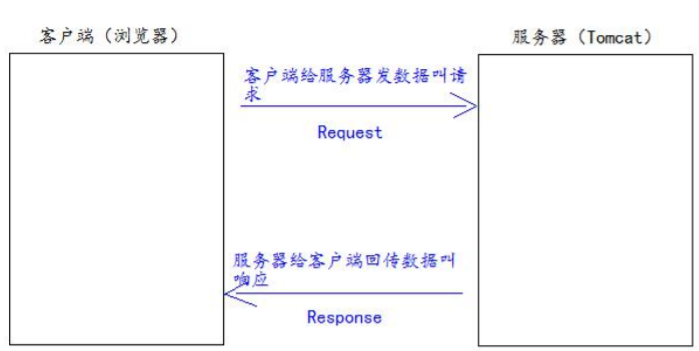 客户端（浏览器）
服务器（Tomcat）
客户端给服务器发数据叫请
求
Request
服务器给客户端回传数据叫
响应
Response